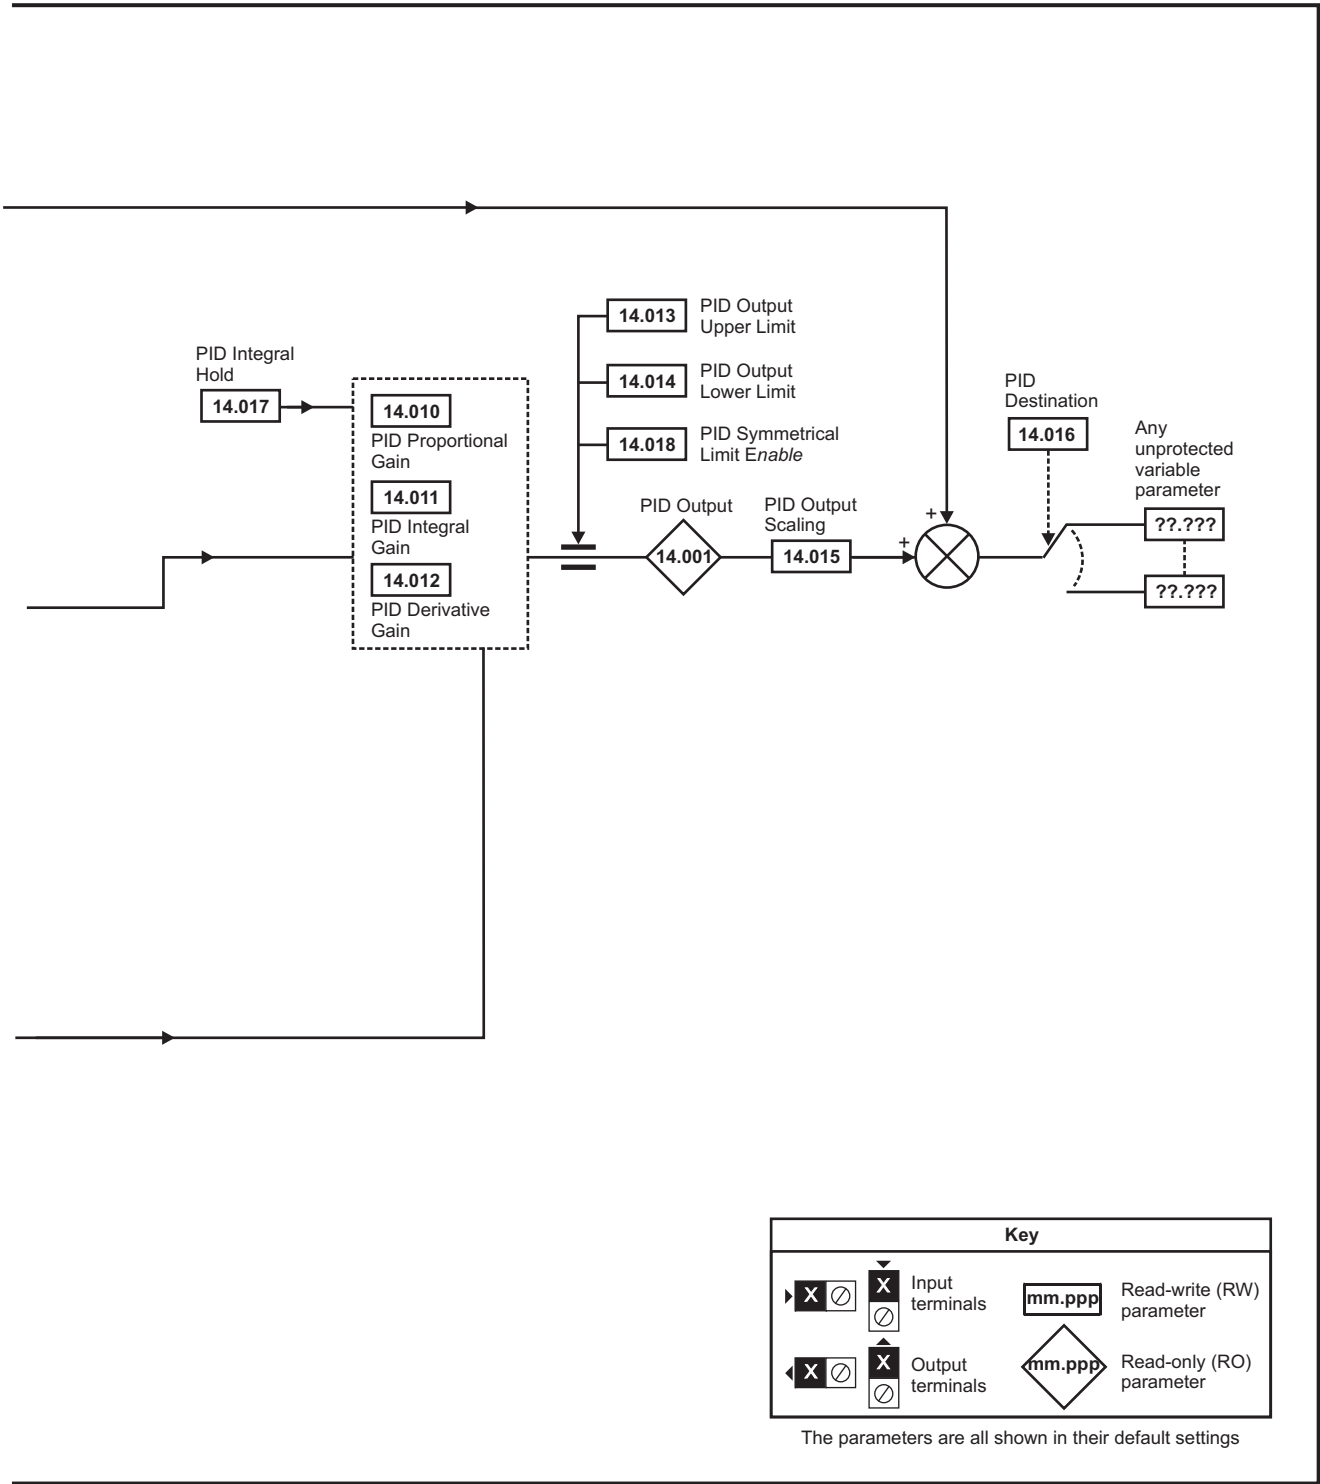 PID Integral
Hold
14.017
14.010
PID Proportional
Gain
14.011
PID Integral
Gain
14.012
PID Derivative
Gain
14.013
PID Output
Upper Limit
14.014
PID Output
Lower Limit
14.018
PID Symmetrical
Limit Enable
PID Output
14.001
PID Output
Scaling
14.015
+
+
PID
Destination
14.016
Any
unprotected
variable
parameter
??.???
??.???
Key
X
X
Input
terminals
mm.ppp
Read-write (RW)
parameter
X
X
Output
terminals
mm.ppp
Read-only (RO)
parameter
The parameters are all shown in their default settings